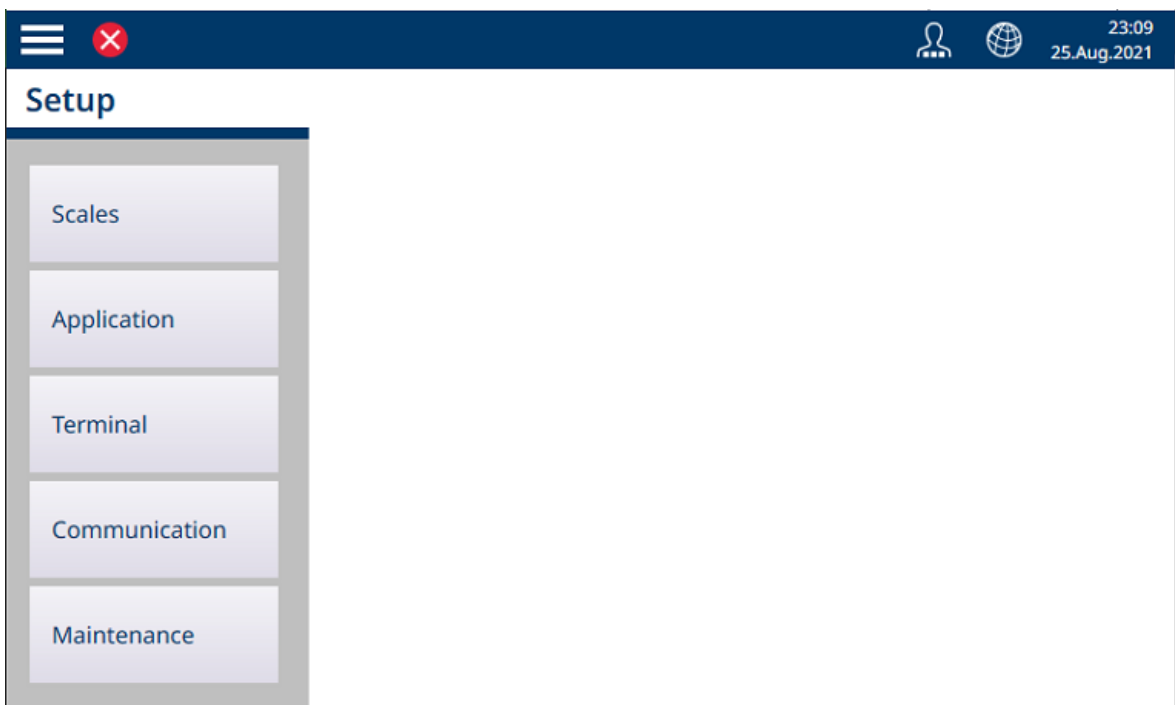 23:09
25.Aug.2021
Setup
Scales
Application
Terminal
Communication
Maintenance